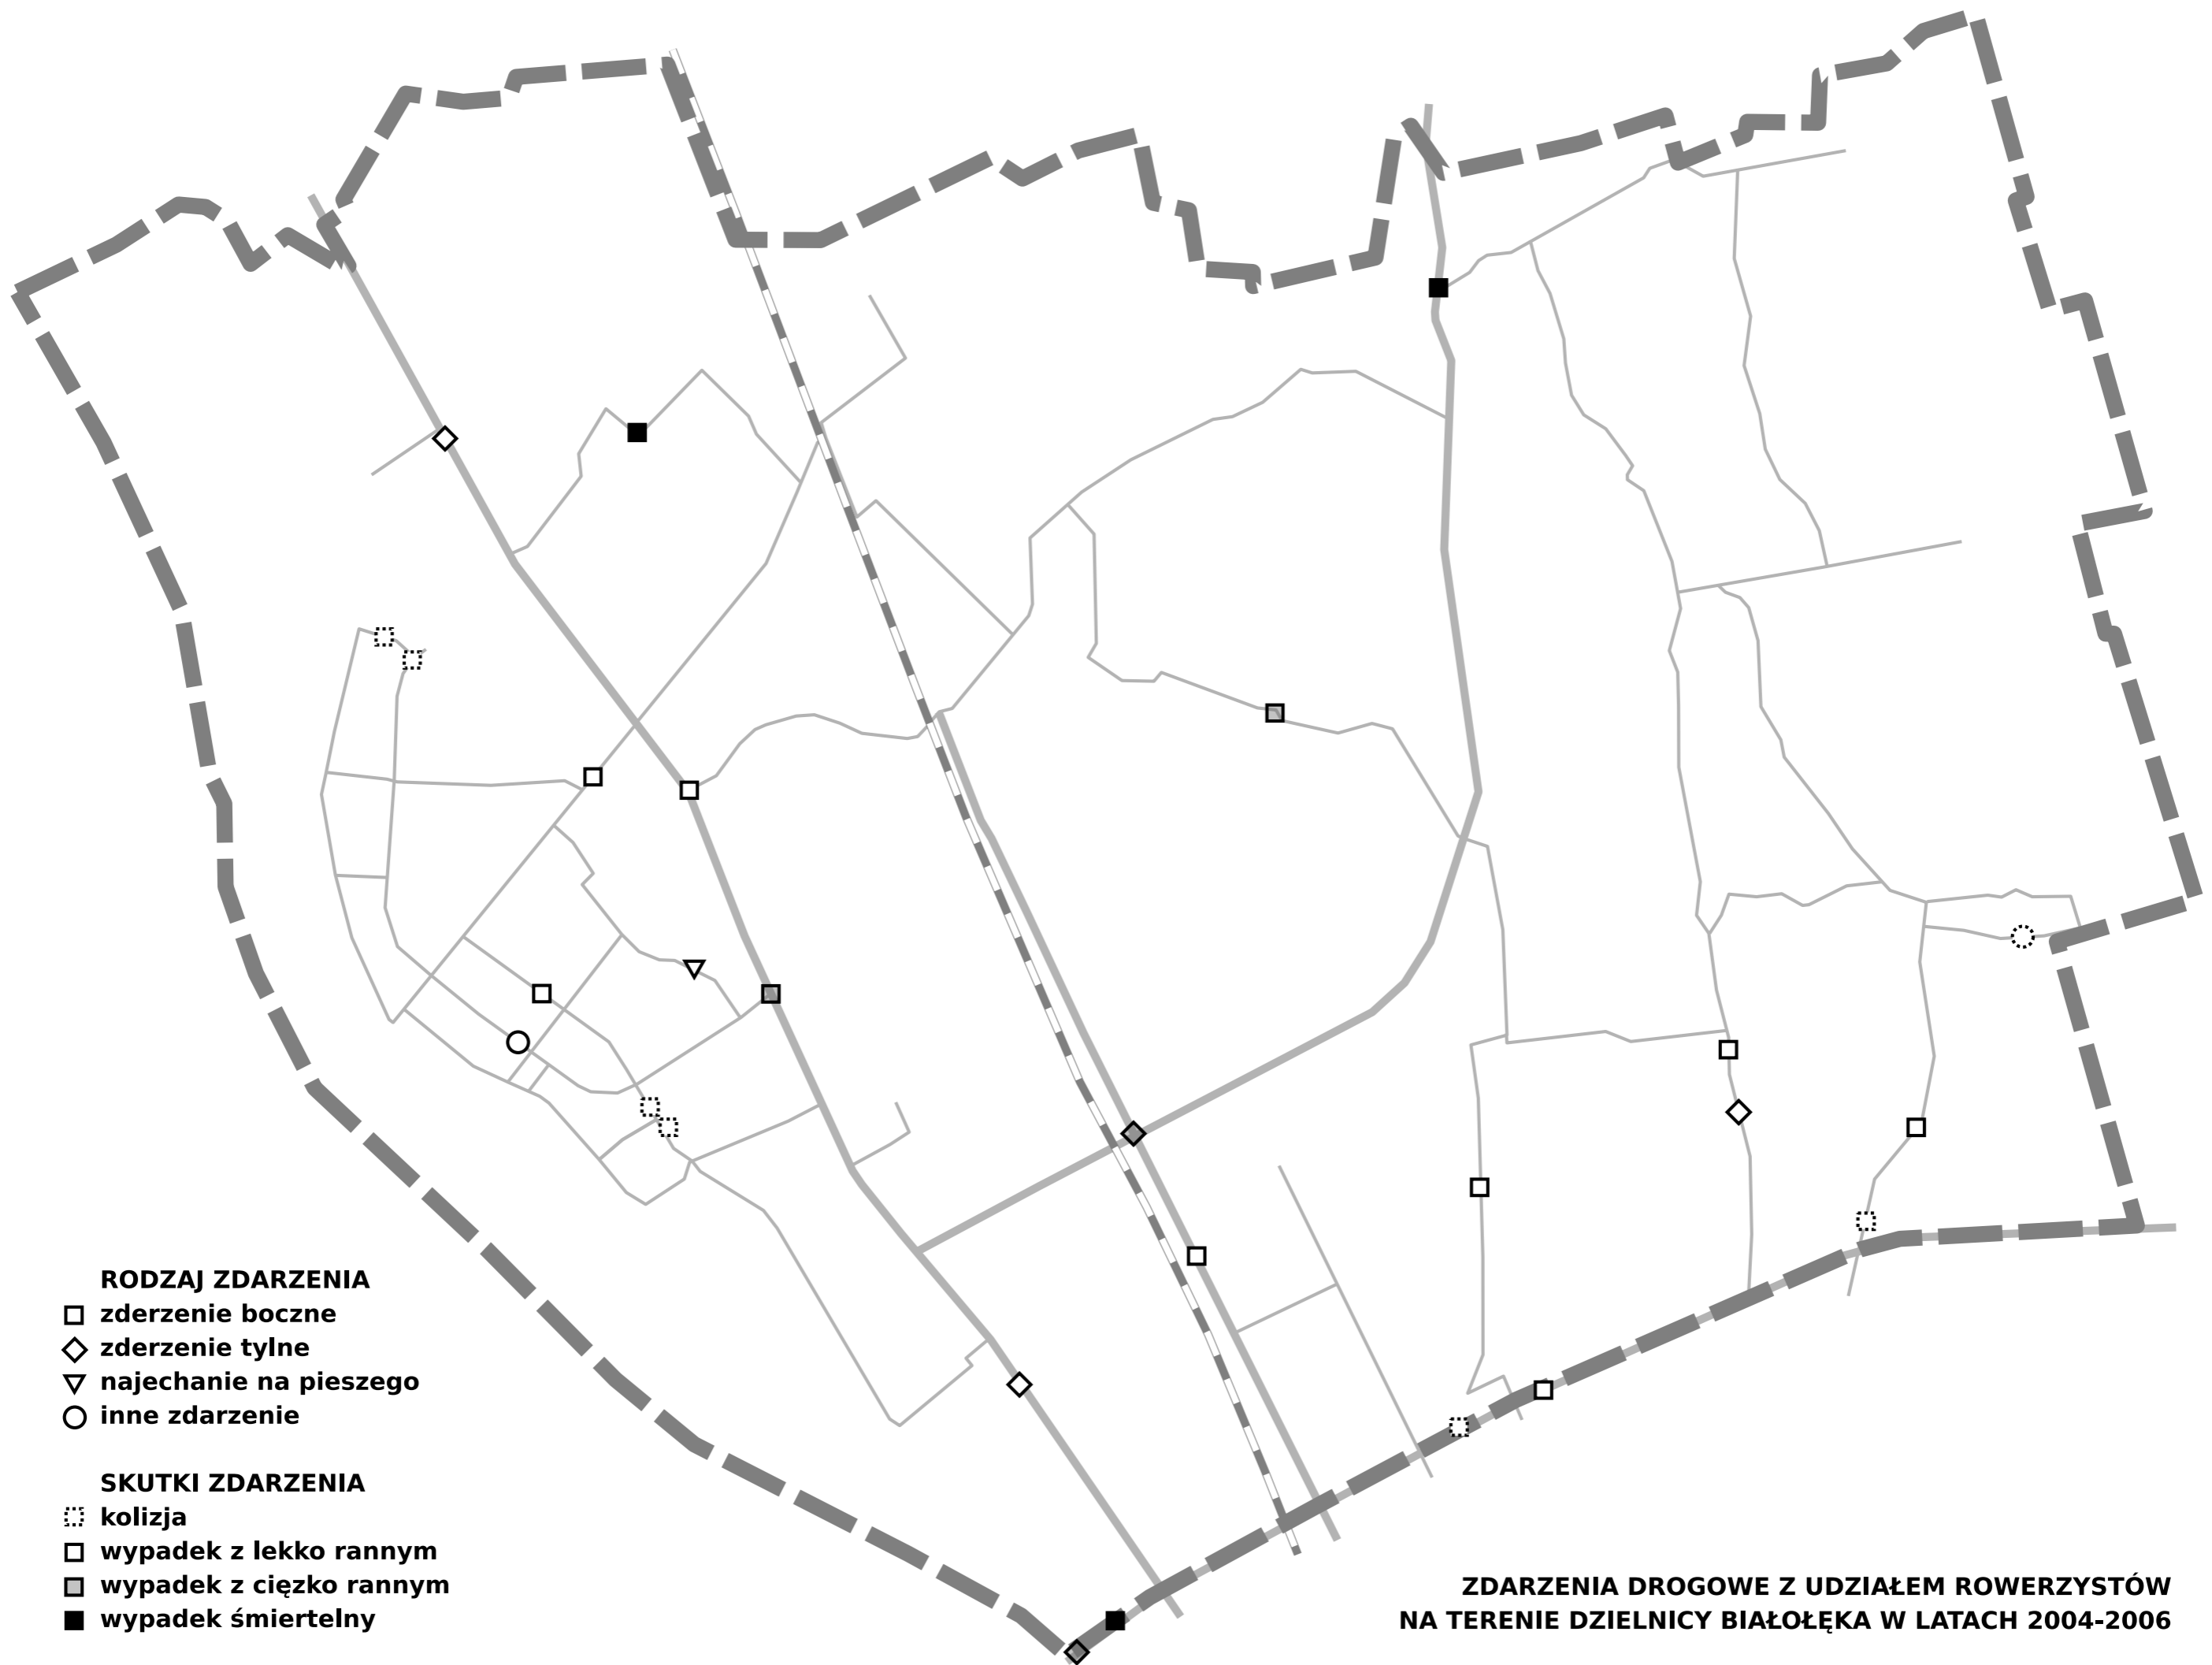 RODZAJ ZDARZENIA
zderzenie boczne
zderzenie tylne
najechanie na pieszego
inne zdarzenie
SKUTKI ZDARZENIA
kolizja
wypadek z lekko rannym
wypadek z cięzko rannym
wypadek śmiertelny
ZDARZENIA DROGOWE Z UDZIAŁEM ROWERZYSTÓW
NA TERENIE DZIELNICY BIAŁOŁĘKA W LATACH 2004-2006